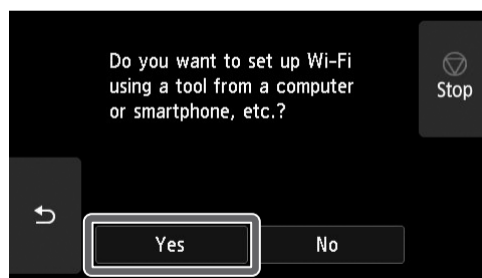 Do you want to set up Wi-Fi
using a tool from a computer
or smartphone, etc.?
Stop
Yes
No